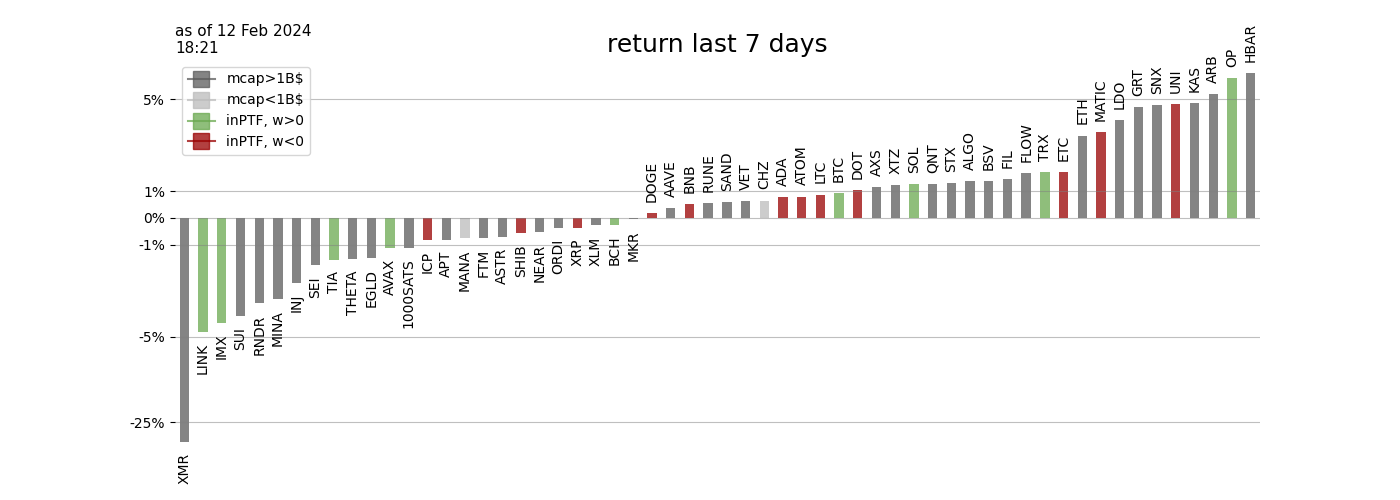 as of 12 Feb 2024
18:21
return last 7 days
mcap>1B$
mcap<1B$
inPTF, w>0
inPTF, w<0
5%
1%
0%
-1%
-5%
-25%
XMR
LINK
IMX
SUI
RNDR
MINA
INJ
SEI
TIA
THETA
EGLD
AVAX
1000SATS
ICP
APT
MANA
FTM
ASTR
SHIB
NEAR
ORDI
XRP
XLM
BCH
MKR
DOGE
AAVE
BNB
RUNE
SAND
VET
CHZ
ADA
ATOM
LTC
BTC
DOT
AXS
XTZ
SOL
QNT
STX
ALGO
BSV
FIL
FLOW
TRX
ETC
ETH
MATIC
LDO
GRT
SNX
UNI
KAS
ARB
OP
HBAR